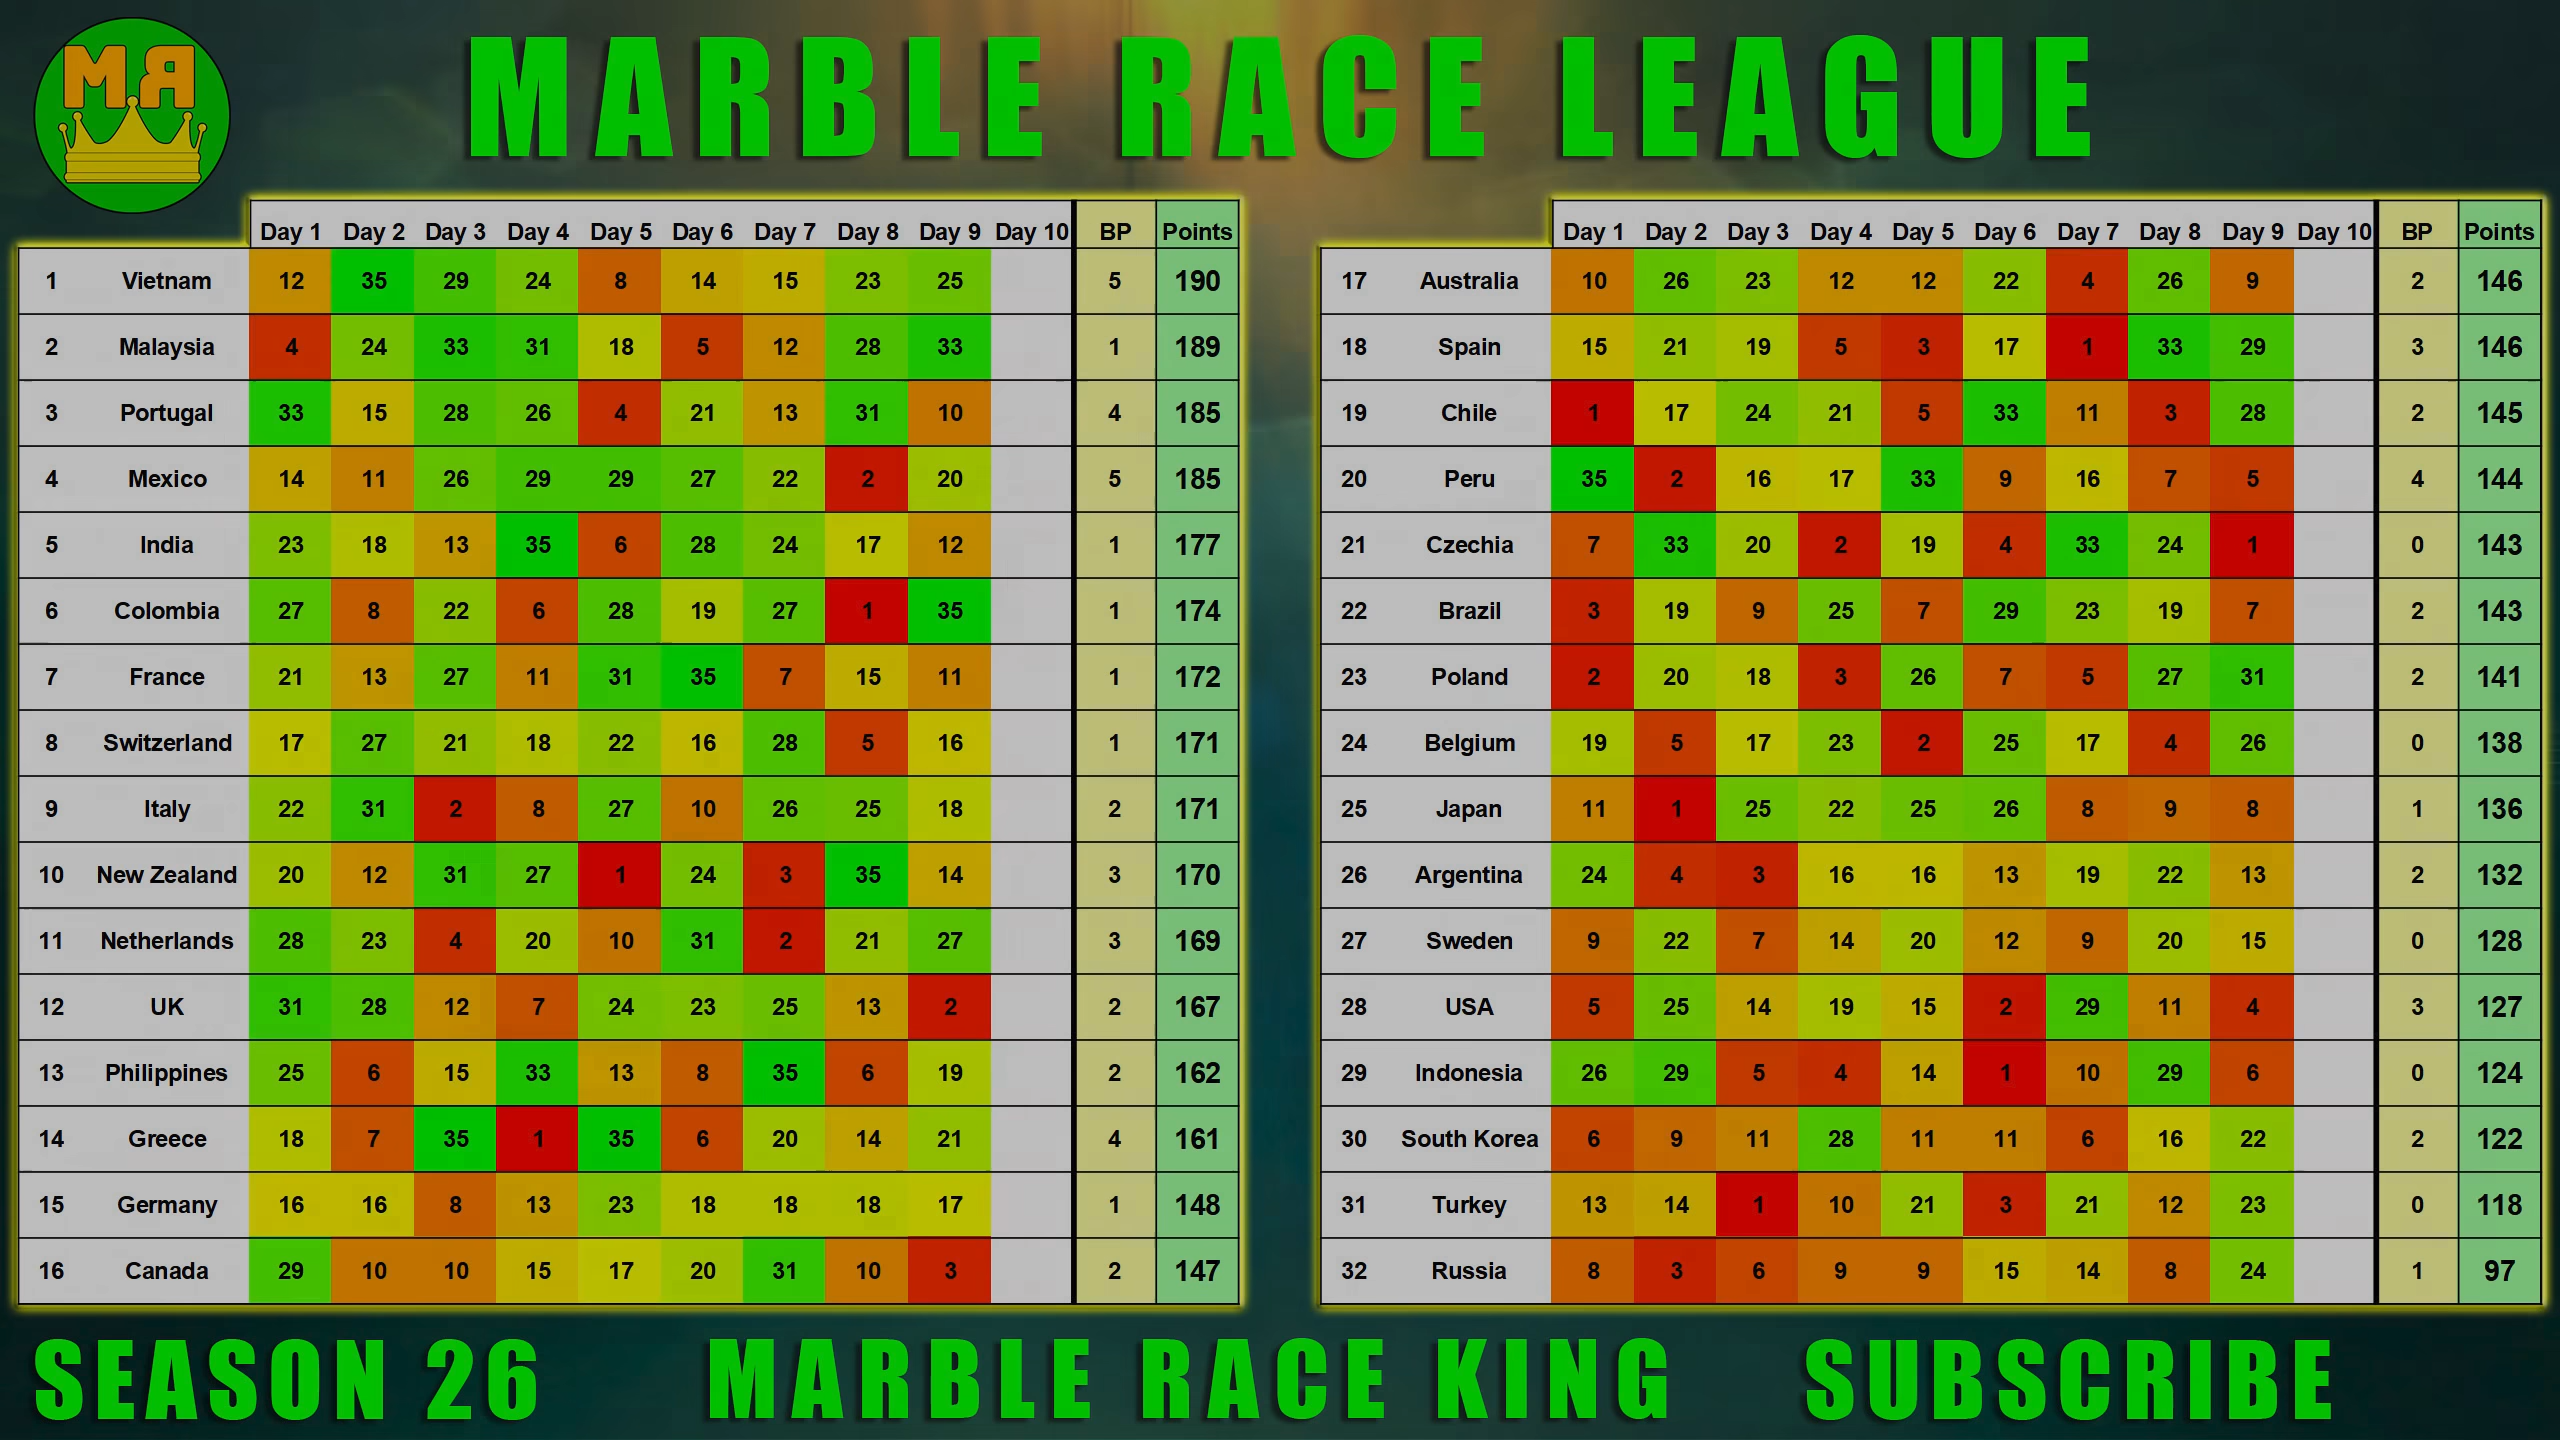 MЯ
MARBLE RACE LEAGUE
Day 1 Day 2 Day 3 Day 4 Day 5 Day 6 Day 7 Day 8 Day 9 Day 10 BP Points
1 Vietnam 12 35 29 24 8 14 15 23 25 5 190
2 Malaysia 4 24 33 31 18 5 12 28 33 1 189
3 Portugal 33 15 28 26 4 21 13 31 10 4 185
4 Mexico 14 11 26 29 29 27 22 2 20 5 185
5 India 23 18 13 35 6 28 24 17 12 1 177
6 Colombia 27 8 22 6 28 19 27 1 35 1 174
7 France 21 13 27 11 31 35 7 15 11 1 172
8 Switzerland 17 27 21 18 22 16 28 5 16 1 171
9 Italy 22 31 2 8 27 10 26 25 18 2 171
10 New Zealand 20 12 31 27 1 24 3 35 14 3 170
11 Netherlands 28 23 4 20 10 31 2 21 27 3 169
12 UK 31 28 12 7 24 23 25 13 2 2 167
13 Philippines 25 6 15 33 13 8 35 6 19 2 162
14 Greece 18 7 35 1 35 6 20 14 21 4 161
15 Germany 16 16 8 13 23 18 18 18 17 1 148
16 Canada 29 10 10 15 17 20 31 10 3 2 147
Day 1 Day 2 Day 3 Day 4 Day 5 Day 6 Day 7 Day 8 Day 9 Day 10 BP Points
17 Australia 10 26 23 12 12 22 4 26 9 2 146
18 Spain 15 21 19 5 3 17 1 33 29 3 146
19 Chile 1 17 24 21 5 33 11 3 28 2 145
20 Peru 35 2 16 17 33 9 16 7 5 4 144
21 Czechia 7 33 20 2 19 4 33 24 1 0 143
22 Brazil 3 19 9 25 7 29 23 19 7 2 143
23 Poland 2 20 18 3 26 7 5 27 31 2 141
24 Belgium 19 5 17 23 2 25 17 4 26 0 138
25 Japan 11 1 25 22 25 26 8 9 8 1 136
26 Argentina 24 4 3 16 16 13 19 22 13 2 132
27 Sweden 9 22 7 14 20 12 9 20 15 0 128
28 USA 5 25 14 19 15 2 29 11 4 3 127
29 Indonesia 26 29 5 4 14 1 10 29 6 0 124
30 South Korea 6 9 11 28 11 11 6 16 22 2 122
31 Turkey 13 14 1 10 21 3 21 12 23 0 118
32 Russia 8 3 6 9 9 15 14 8 24 1 97
SEASON 26 MARBLE RACE KING SUBSCRIBE